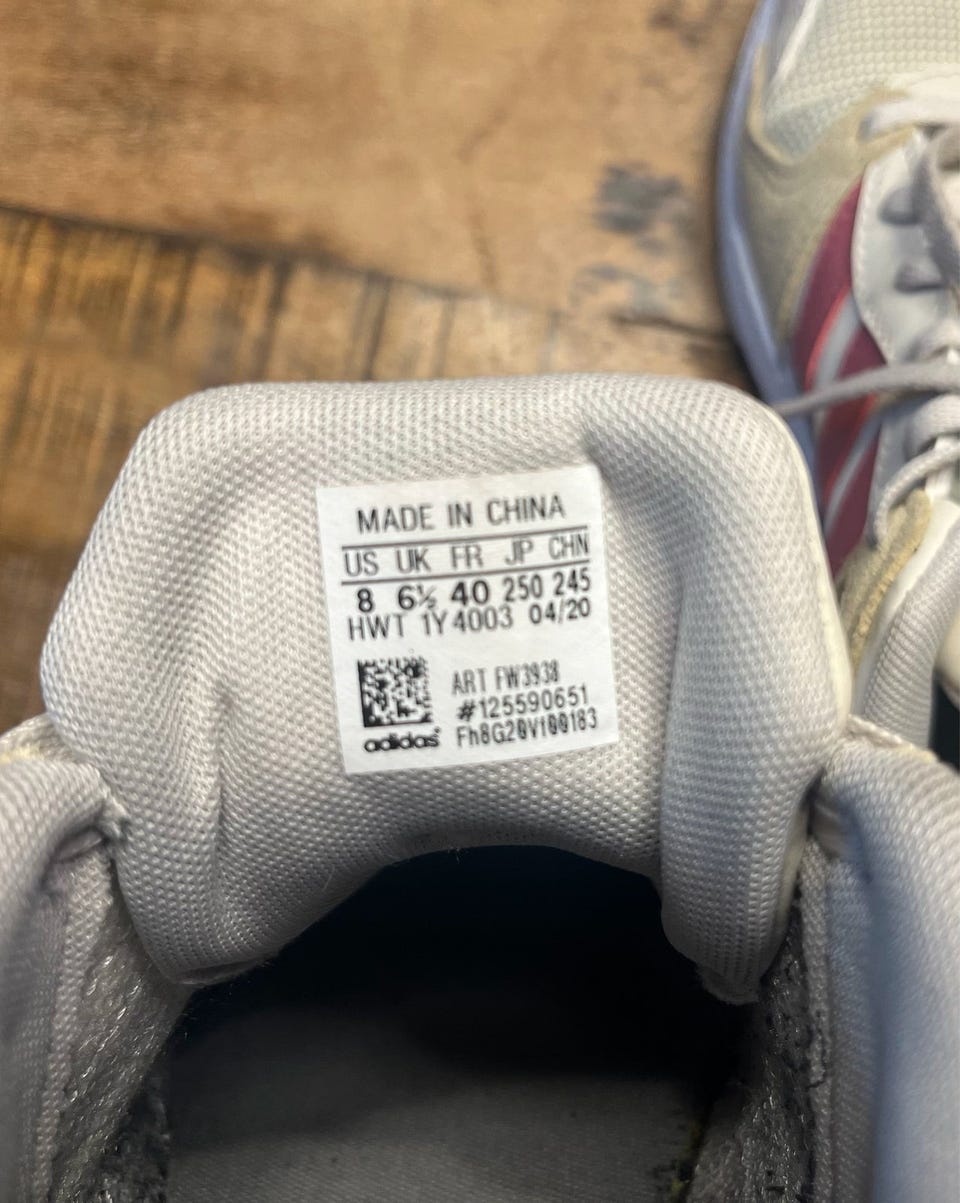 MADE IN CHINA
US UK FR JP CHN
8 6½ 40 250 245
HWT 1Y4003 04/20
ART FW3938
#125590651
Fh8G20Vt00183
adidas